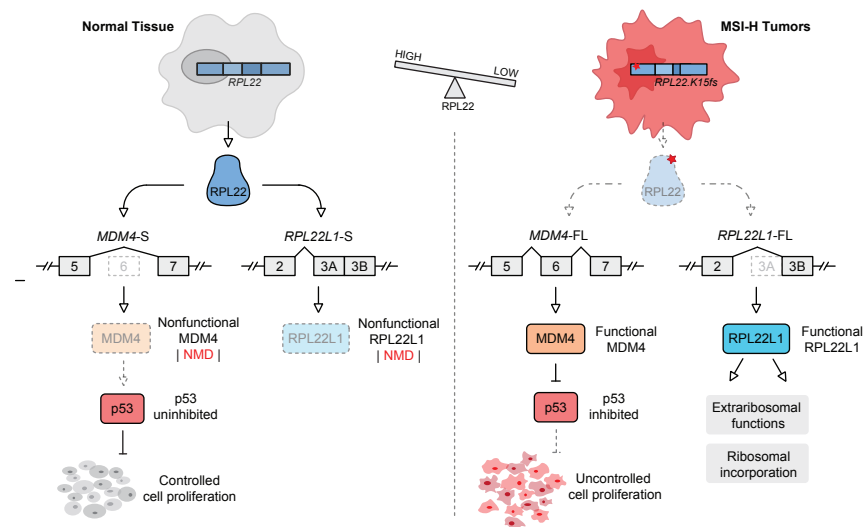 Normal Tissue
RPL22
HIGH
LOW
RPL22
MSI-H Tumors
RPL22.K15fs
RPL22
MDM4-S
5
6
7
RPL22L1-S
2
3A
3B
MDM4
Nonfunctional
MDM4
| NMD |
RPL22L1
Nonfunctional
RPL22L1
| NMD |
p53
p53
uninhibited
Controlled
cell proliferation
RPL22
MDM4-FL
5
6
7
RPL22L1-FL
2
3A
3B
MDM4
Functional
MDM4
RPL22L1
Functional
RPL22L1
p53
p53
inhibited
Extraribosomal
functions
Ribosomal
incorporation
Uncontrolled
cell proliferation